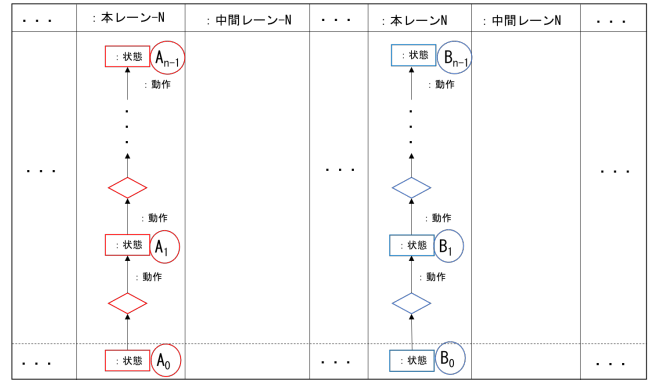 ・・・
：本レーン-N
：中間レーン-N
・・・
：本レーンN
：中間レーンN
・・・
：状態 An-1
：状態 Bn-1
：動作
：動作
・・・
・・・
・・・
・・・
・・・
：動作
：動作
：状態 A1
：状態 B1
：動作
：動作
・・・
：状態 A0
・・・
：状態 B0
・・・